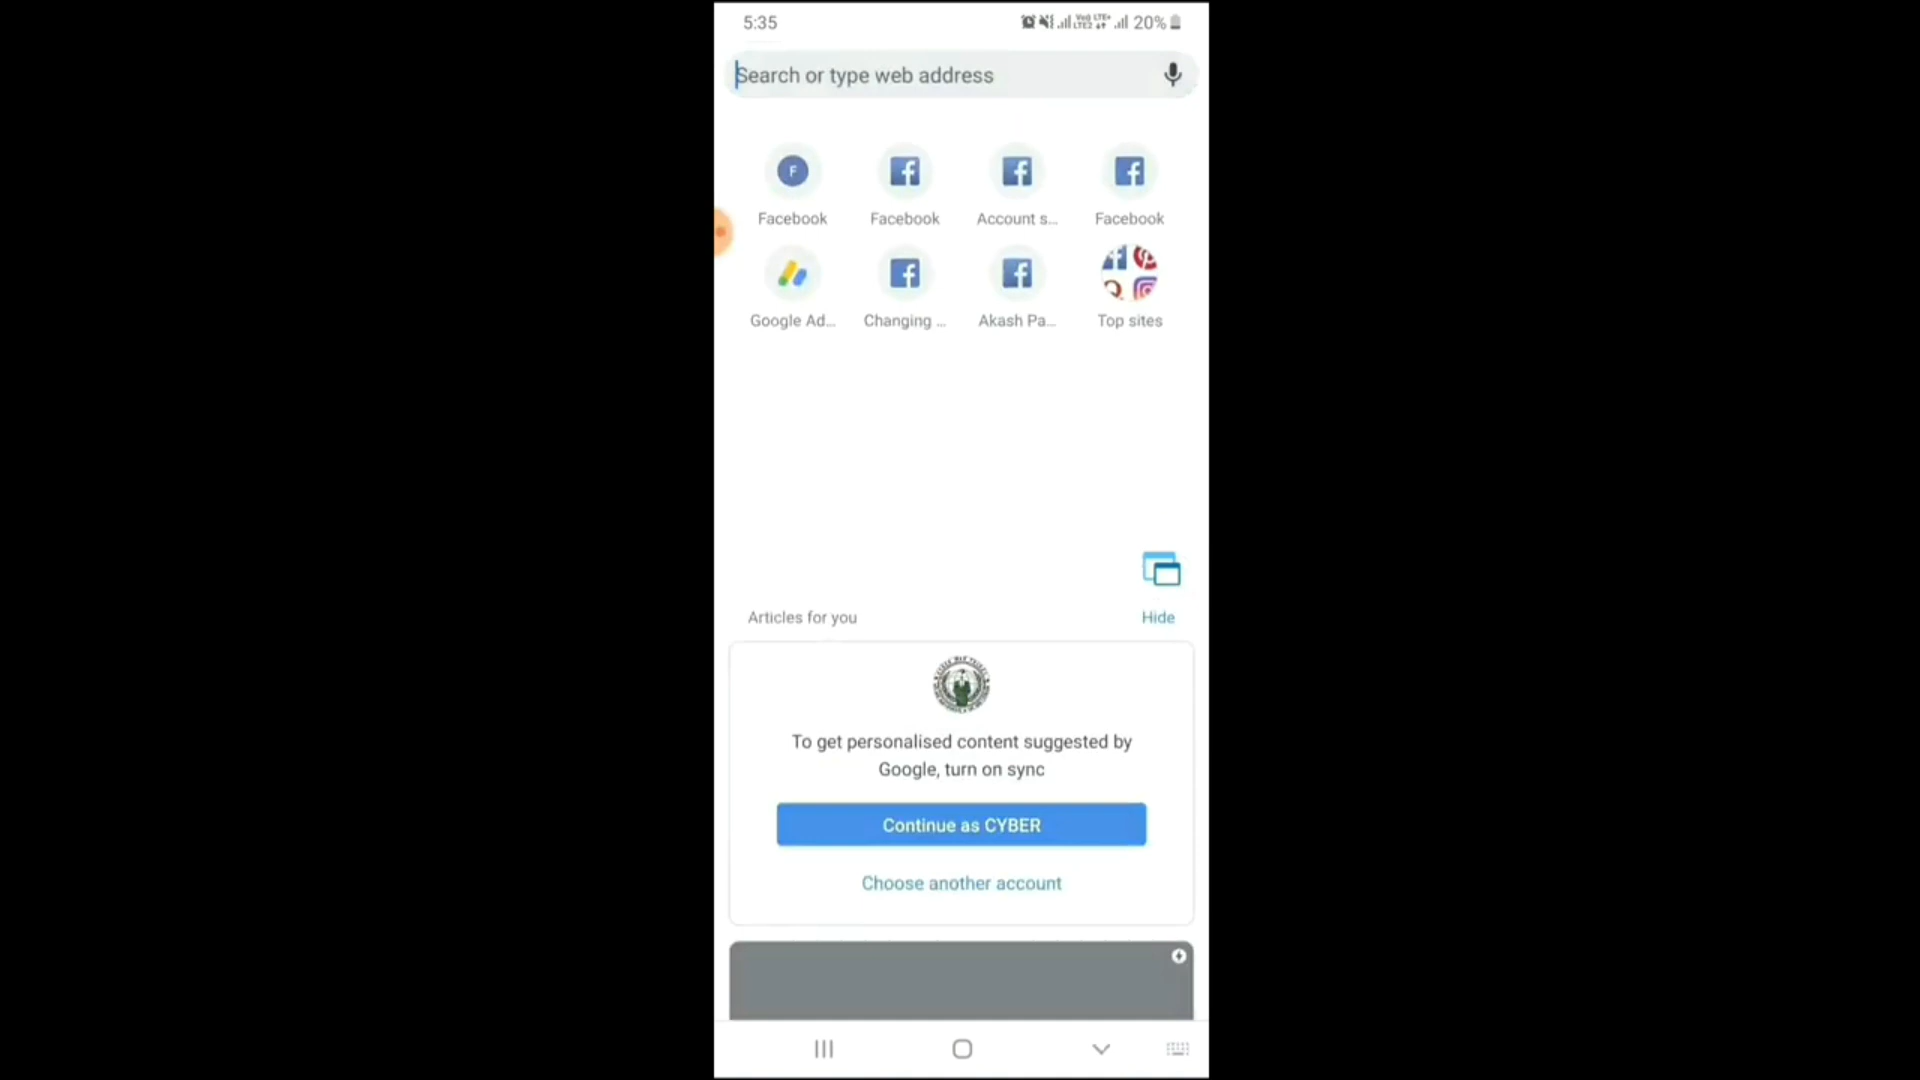 5:35
20%
Search or type web address
F
Facebook
Facebook
Account s...
Facebook
Google Ad...
Changing ...
Akash Pa...
Top sites
Articles for you
Hide
To get personalised content suggested by
Google, turn on sync
Continue as CYBER
Choose another account